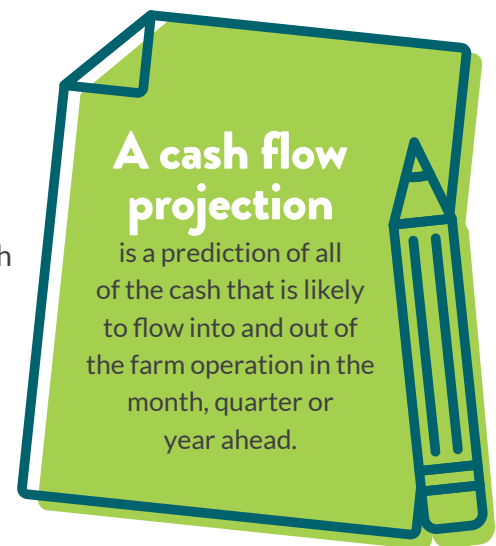 A cash flow
projection
is a prediction of all
of the cash that is likely
to flow into and out of
the farm operation in the
month, quarter or
year ahead.